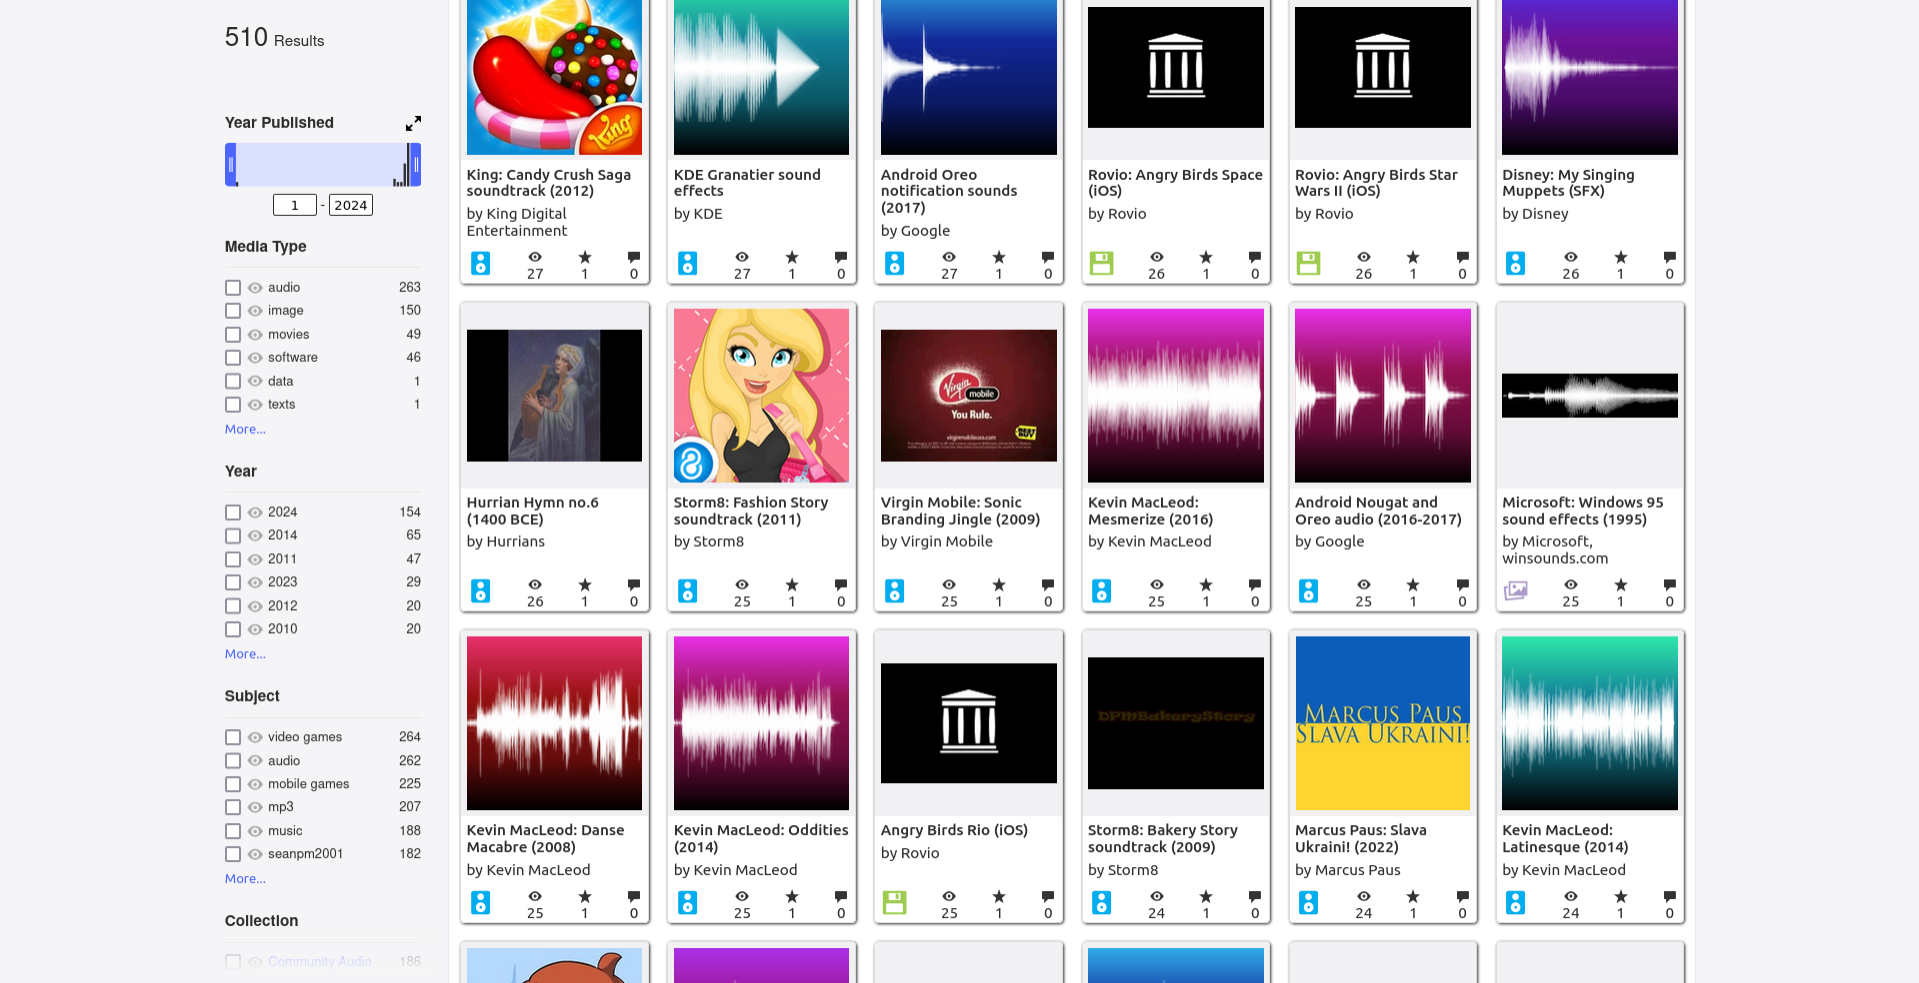 510 Results
Year Published
1 - 2024
Media Type
audio 263
image 150
movies 49
software 46
data 1
texts 1
More...
Year
2024 154
2014 65
2011 47
2023 29
2012 20
2010 20
More...
Subject
video games 264
audio 262
mobile games 225
mp3 207
music 188
seanpm2001 182
More...
Collection
Community Audio 186
King
King: Candy Crush Saga
soundtrack (2012)
by King Digital
Entertainment
27 1 0
KDE Granatier sound
effects
by KDE
27 1 0
Android Oreo
notification sounds
(2017)
by Google
27 1 0
Rovio: Angry Birds Space
(iOS)
by Rovio
26 1 0
Rovio: Angry Birds Star
Wars II (iOS)
by Rovio
26 1 0
Disney: My Singing
Muppets (SFX)
by Disney
26 1 0
Hurrian Hymn no.6
(1400 BCE)
by Hurrians
26 1 0
8
Storm8: Fashion Story
soundtrack (2011)
by Storm8
25 1 0
Virgin
mobile
You Rule.
virginmobileusa.com
Virgin Mobile: Sonic
Branding Jingle (2009)
by Virgin Mobile
25 1 0
Kevin MacLeod:
Mesmerize (2016)
by Kevin MacLeod
25 1 0
Android Nougat and
Oreo audio (2016-2017)
by Google
25 1 0
Microsoft: Windows 95
sound effects (1995)
by Microsoft,
winsounds.com
25 1 0
Kevin MacLeod: Danse
Macabre (2008)
by Kevin MacLeod
25 1 0
Kevin MacLeod: Oddities
(2014)
by Kevin MacLeod
25 1 0
Angry Birds Rio (iOS)
by Rovio
25 1 0
DPMBakeryStory
Storm8: Bakery Story
soundtrack (2009)
by Storm8
24 1 0
MARCUS PAUS
SLAVA UKRAINI!
Marcus Paus: Slava
Ukraini! (2022)
by Marcus Paus
24 1 0
Kevin MacLeod:
Latinesque (2014)
by Kevin MacLeod
24 1 0